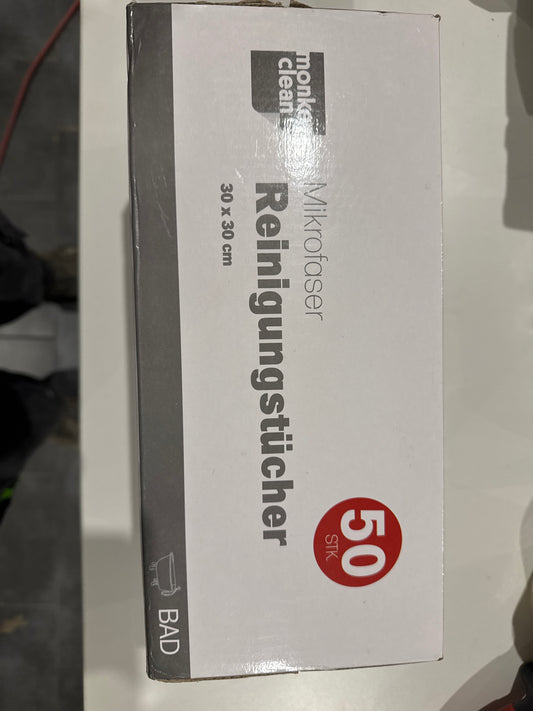 monke
clean
Mikrofaser
Reinigungstücher
30 x 30 cm
50
STK.
BAD